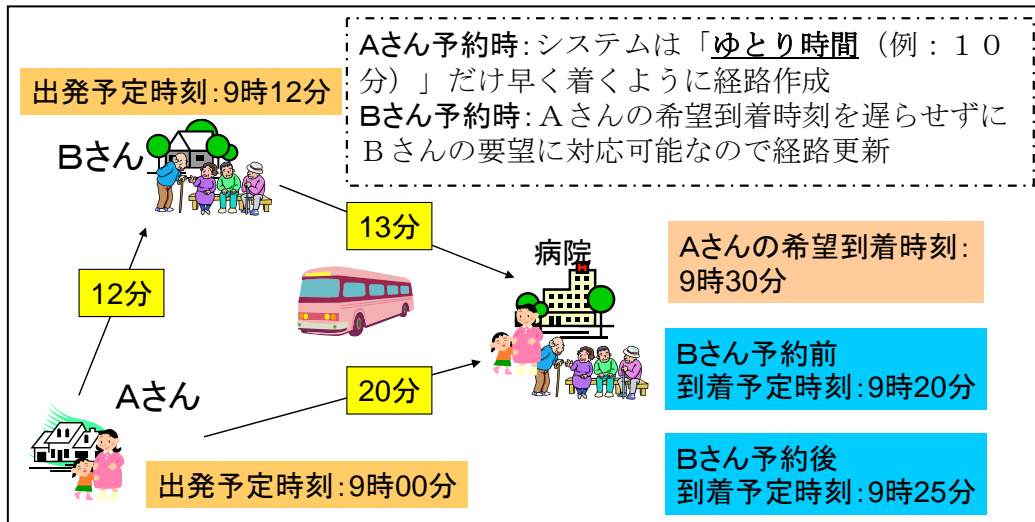 Aさん予約時:システムは「ゆとり時間（例：１０
分）」だけ早く着くように経路作成
Bさん予約時:Ａさんの希望到着時刻を遅らせずに
Ｂさんの要望に対応可能なので経路更新
出発予定時刻:9時12分
Bさん
13分
病院
H
Aさんの希望到着時刻:
9時30分
12分
Bさん予約前
到着予定時刻:9時20分
Aさん
20分
Bさん予約後
到着予定時刻:9時25分
出発予定時刻:9時00分